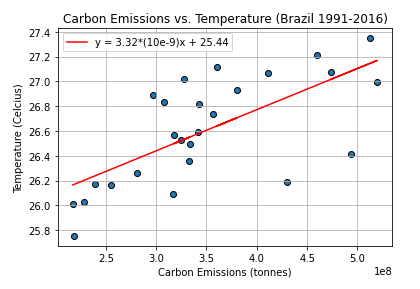 Carbon Emissions vs. Temperature (Brazil 1991-2016)
y = 3.32*(10e-9)x + 25.44
Temperature (Celcius)
27.4
27.2
27.0
26.8
26.6
26.4
26.2
26.0
25.8
2.5 3.0 3.5 4.0 4.5 5.0
1e8
Carbon Emissions (tonnes)